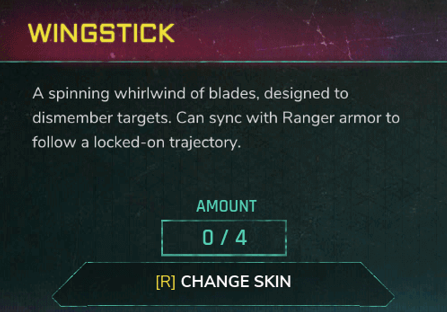 WINGSTICK
A spinning whirlwind of blades, designed to
dismember targets. Can sync with Ranger armor to
follow a locked-on trajectory.
AMOUNT
0 / 4
[R] CHANGE SKIN